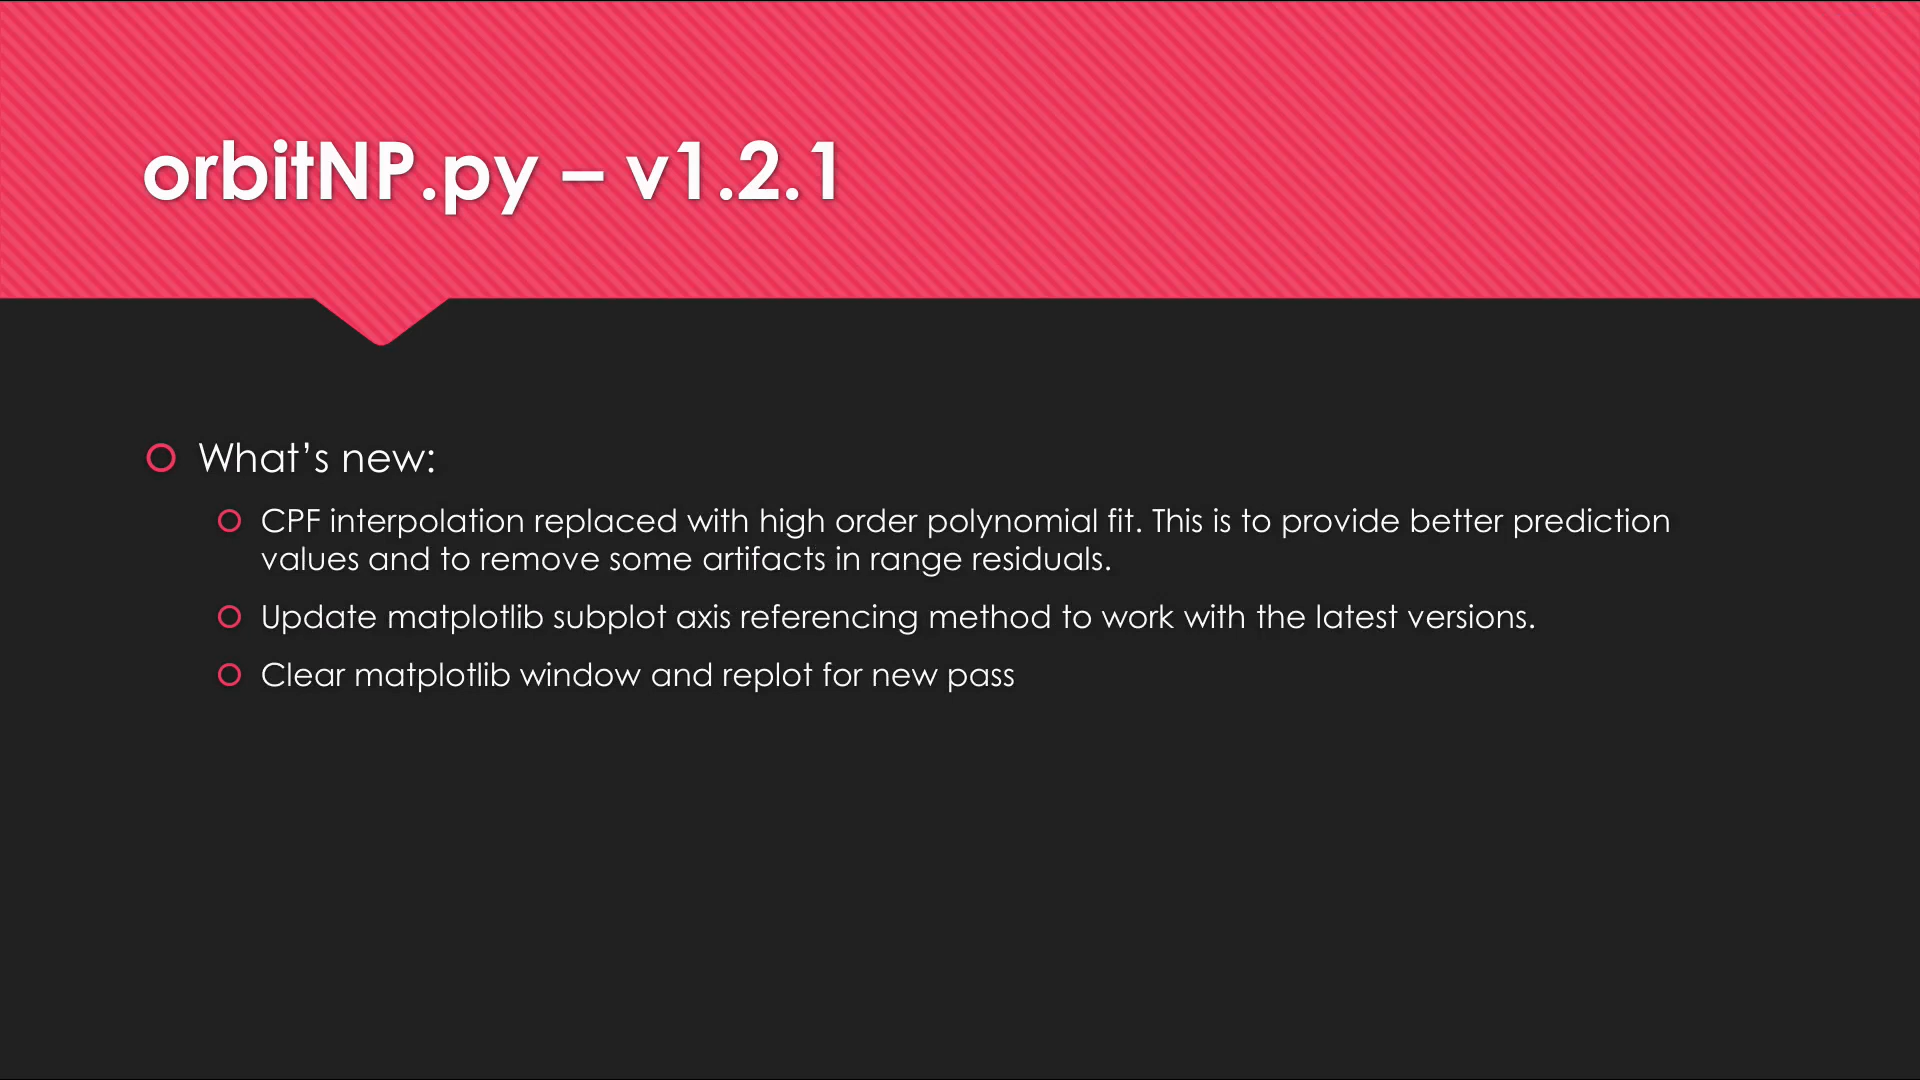 orbitNP.py – v1.2.1
What’s new:
CPF interpolation replaced with high order polynomial fit. This is to provide better prediction
values and to remove some artifacts in range residuals.
Update matplotlib subplot axis referencing method to work with the latest versions.
Clear matplotlib window and replot for new pass